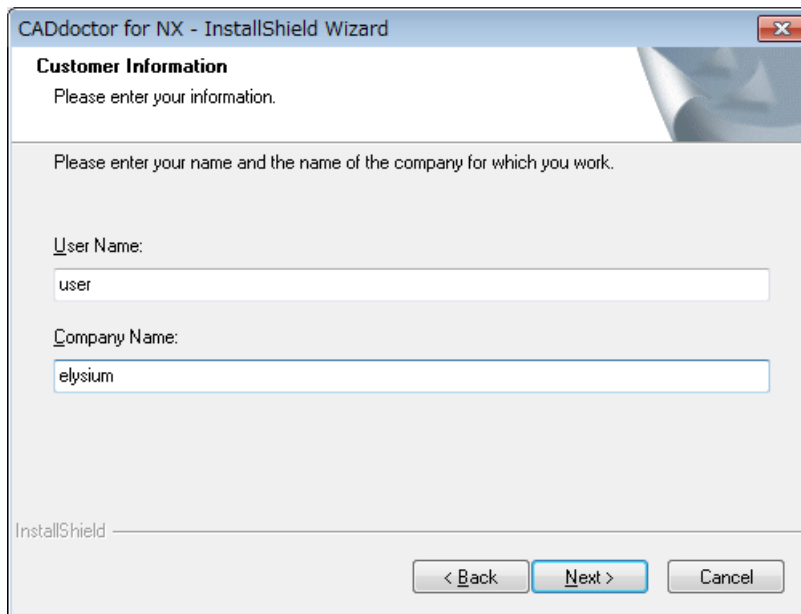 CADdoctor for NX - InstallShield Wizard
Customer Information
Please enter your information.
Please enter your name and the name of the company for which you work.
User Name:
user
Company Name:
elysium
InstallShield
< Back Next > Cancel